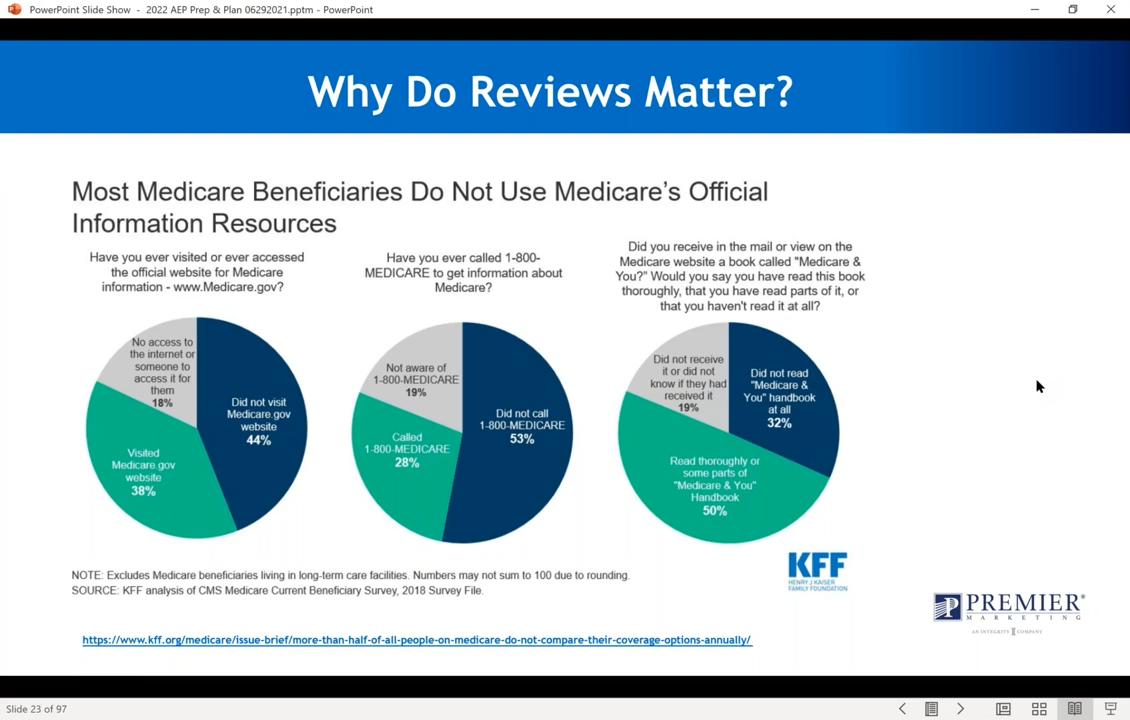 PowerPoint Slide Show - 2022 AEP Prep & Plan 06292021.pptm - PowerPoint
Why Do Reviews Matter?
Most Medicare Beneficiaries Do Not Use Medicare’s Official
Information Resources
Have you ever visited or ever accessed
the official website for Medicare
information - www.Medicare.gov?
No access to
the internet or
someone to
access it for
them
18%
Did not visit
Medicare.gov
website
44%
Visited
Medicare.gov
website
38%
Have you ever called 1-800-
MEDICARE to get information about
Medicare?
Not aware of
1-800-MEDICARE
19%
Did not call
1-800-MEDICARE
53%
Called
1-800-MEDICARE
28%
Did you receive in the mail or view on the
Medicare website a book called "Medicare &
You?" Would you say you have read this book
thoroughly, that you have read parts of it, or
that you haven't read it at all?
Did not receive
it or did not
know if they had
received it
19%
Did not read
"Medicare &
You" handbook
at all
32%
Read thoroughly or
some parts of
"Medicare & You"
Handbook
50%
NOTE: Excludes Medicare beneficiaries living in long-term care facilities. Numbers may not sum to 100 due to rounding.
SOURCE: KFF analysis of CMS Medicare Current Beneficiary Survey, 2018 Survey File.
KFF
HENRY J KAISER
FAMILY FOUNDATION
https://www.kff.org/medicare/issue-brief/more-than-half-of-all-people-on-medicare-do-not-compare-their-coverage-options-annually/
PREMIER®
MARKETING
AN INTEGRITY COMPANY
Slide 23 of 97